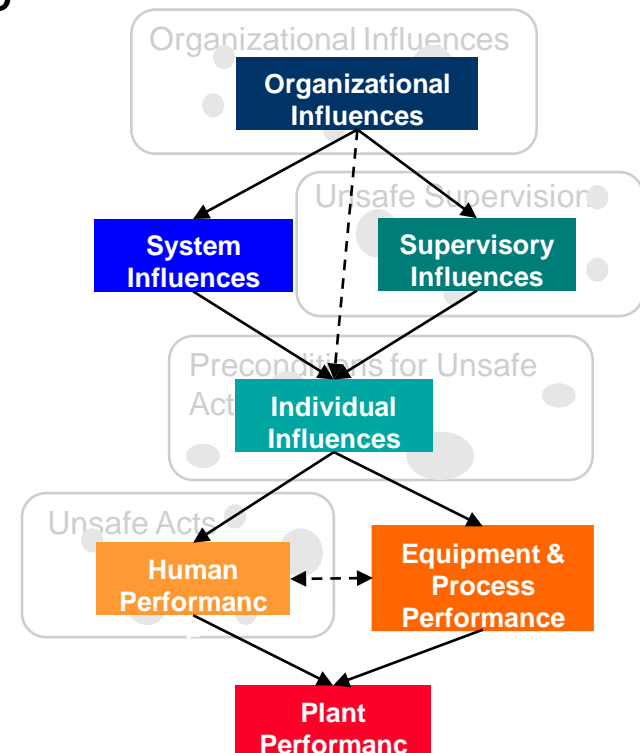 Organizational Influences
Organizational
Influences
Unsafe Supervision
System
Influences
Supervisory
Influences
Preconditions for Unsafe
Act
Individual
Influences
Unsafe Acts
Human
Performanc
Equipment &
Process
Performance
Plant
Performanc